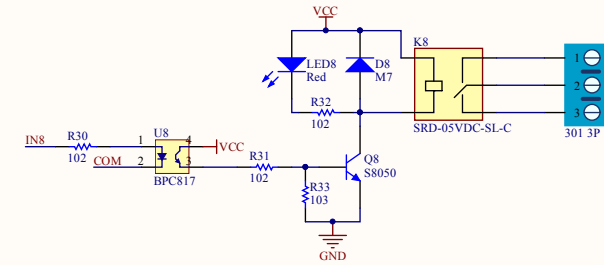 VCC
K8
LED8
Red
D8
M7
1
2
3
R32
102
SRD-05VDC-SL-C
301 3P
U8
IN8
R30
102
1
4
VCC
COM
2
3
BPC817
R31
102
Q8
S8050
R33
103
GND